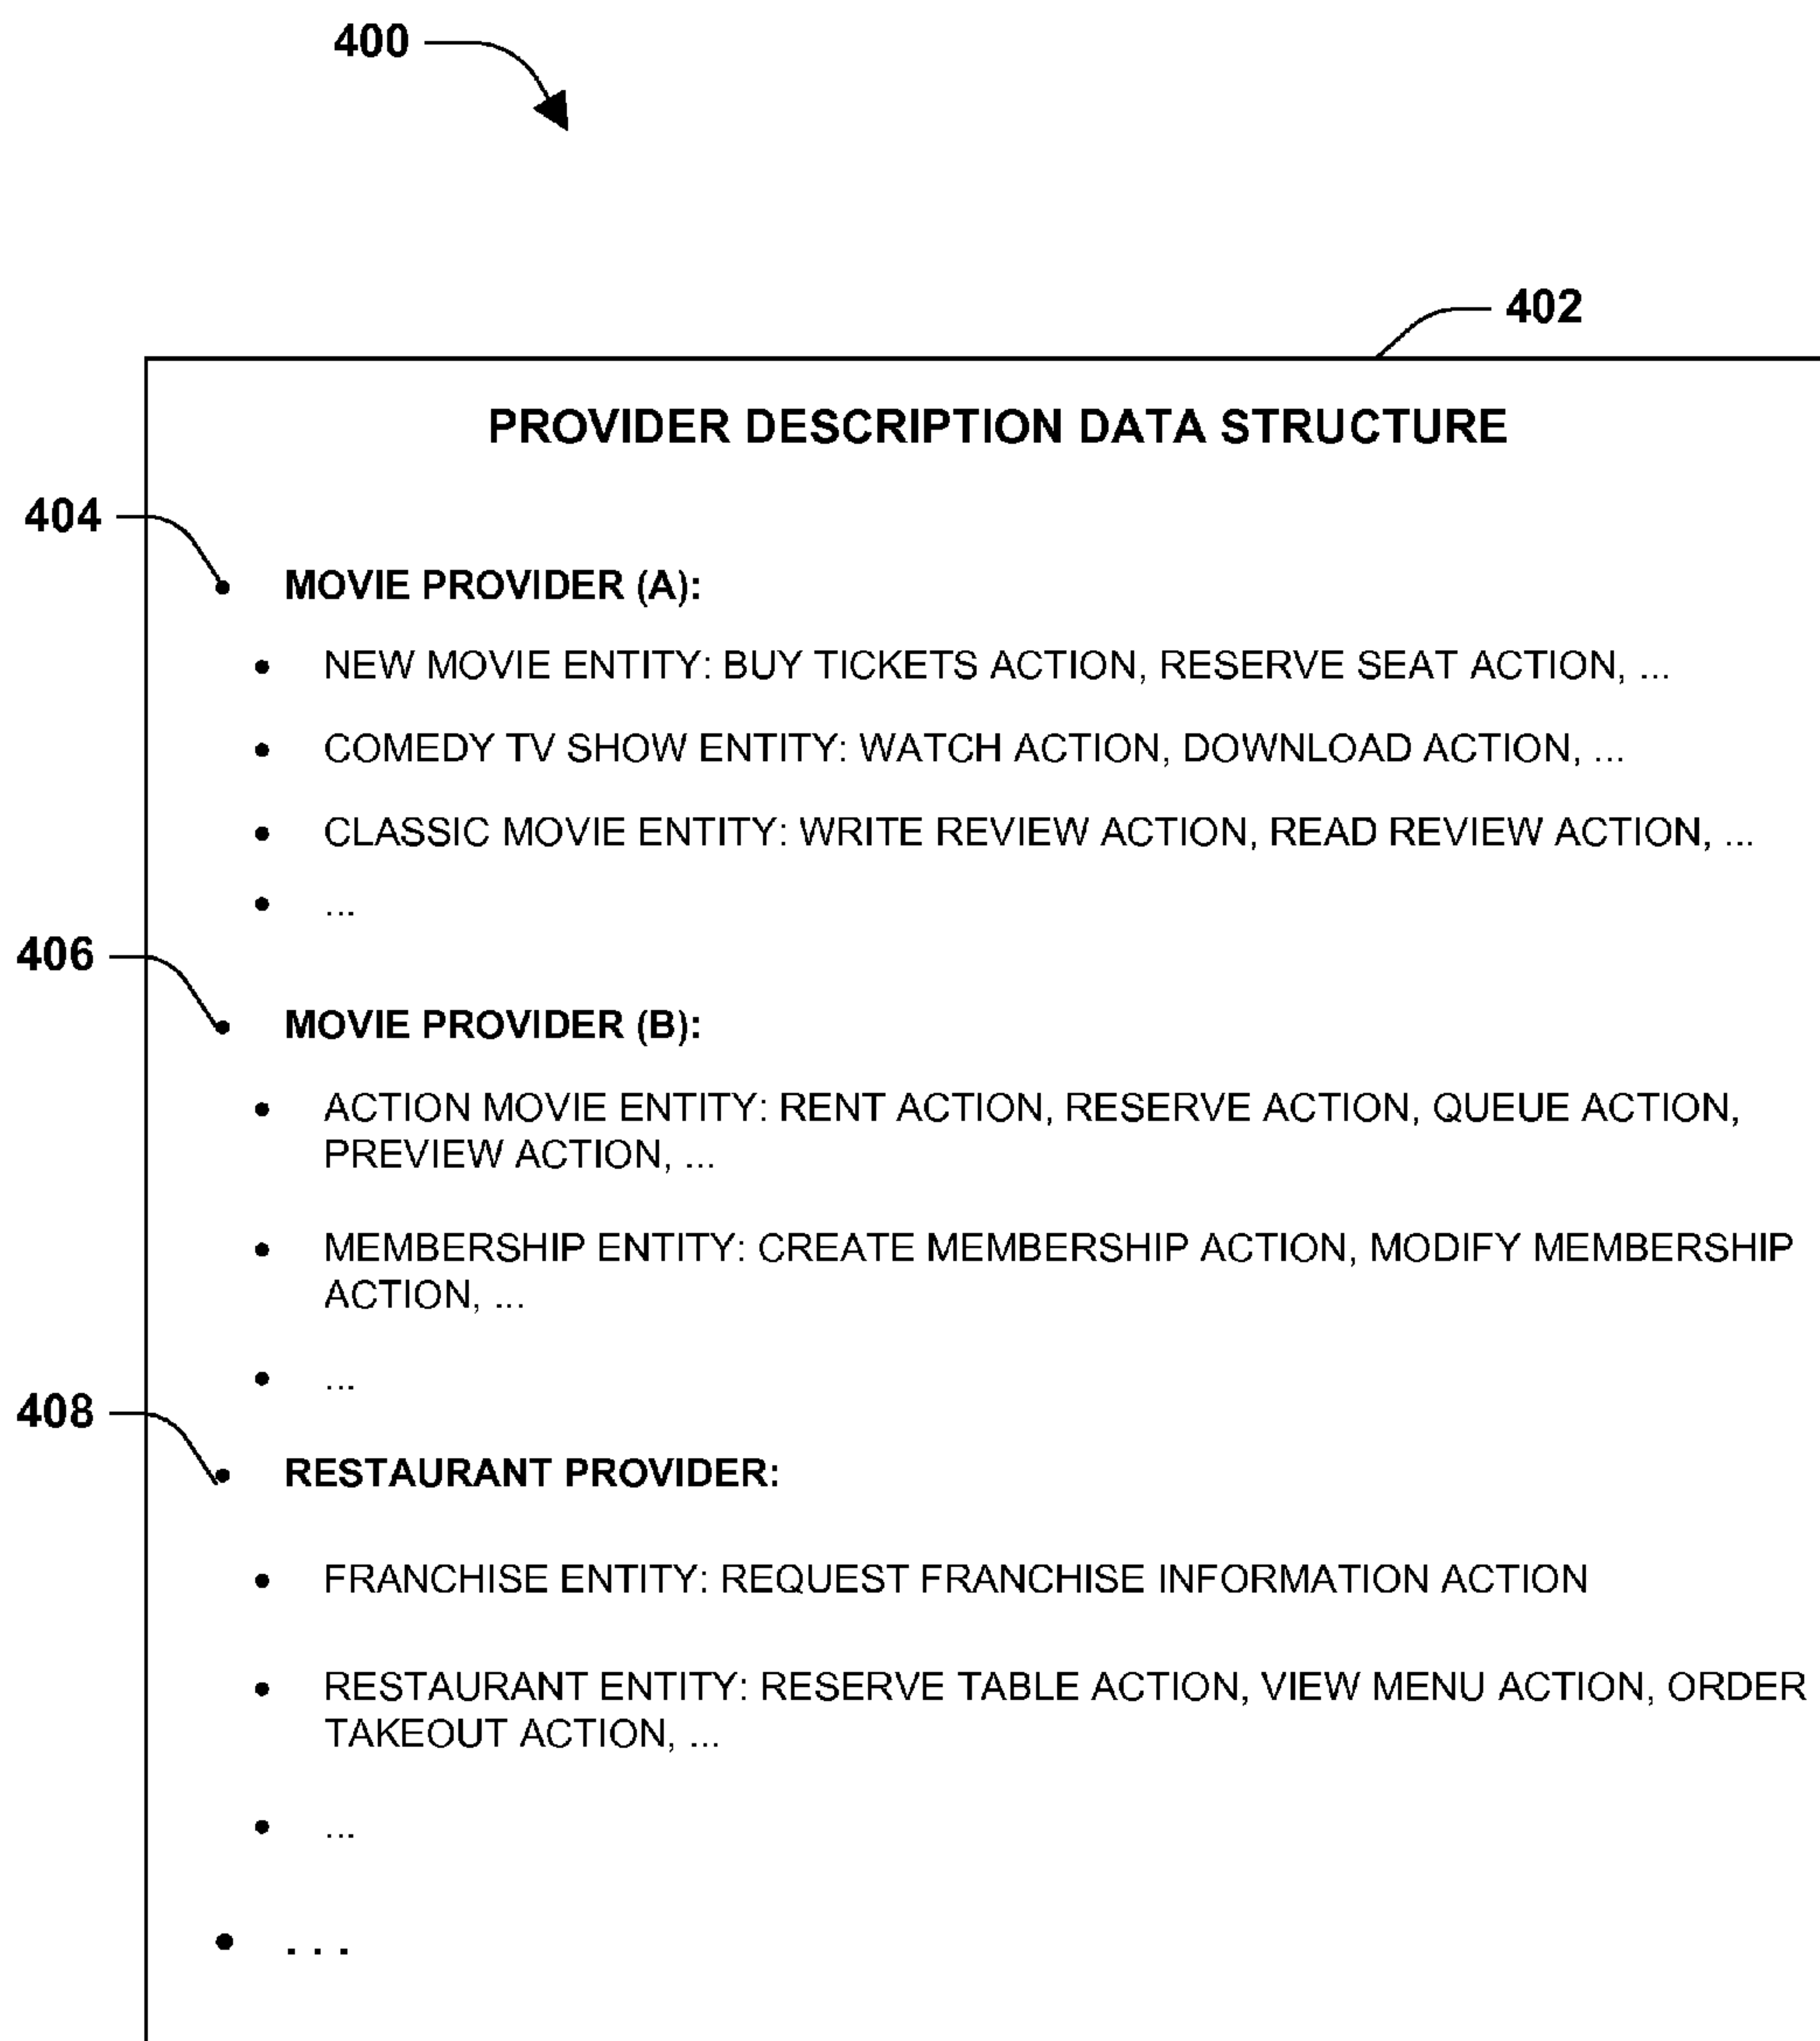 400
402
PROVIDER DESCRIPTION DATA STRUCTURE
404
• MOVIE PROVIDER (A):
• NEW MOVIE ENTITY: BUY TICKETS ACTION, RESERVE SEAT ACTION, ...
• COMEDY TV SHOW ENTITY: WATCH ACTION, DOWNLOAD ACTION, ...
• CLASSIC MOVIE ENTITY: WRITE REVIEW ACTION, READ REVIEW ACTION, ...
• ...
406
• MOVIE PROVIDER (B):
• ACTION MOVIE ENTITY: RENT ACTION, RESERVE ACTION, QUEUE ACTION,
PREVIEW ACTION, ...
• MEMBERSHIP ENTITY: CREATE MEMBERSHIP ACTION, MODIFY MEMBERSHIP
ACTION, ...
• ...
408
• RESTAURANT PROVIDER:
• FRANCHISE ENTITY: REQUEST FRANCHISE INFORMATION ACTION
• RESTAURANT ENTITY: RESERVE TABLE ACTION, VIEW MENU ACTION, ORDER
TAKEOUT ACTION, ...
• ...
• . . .